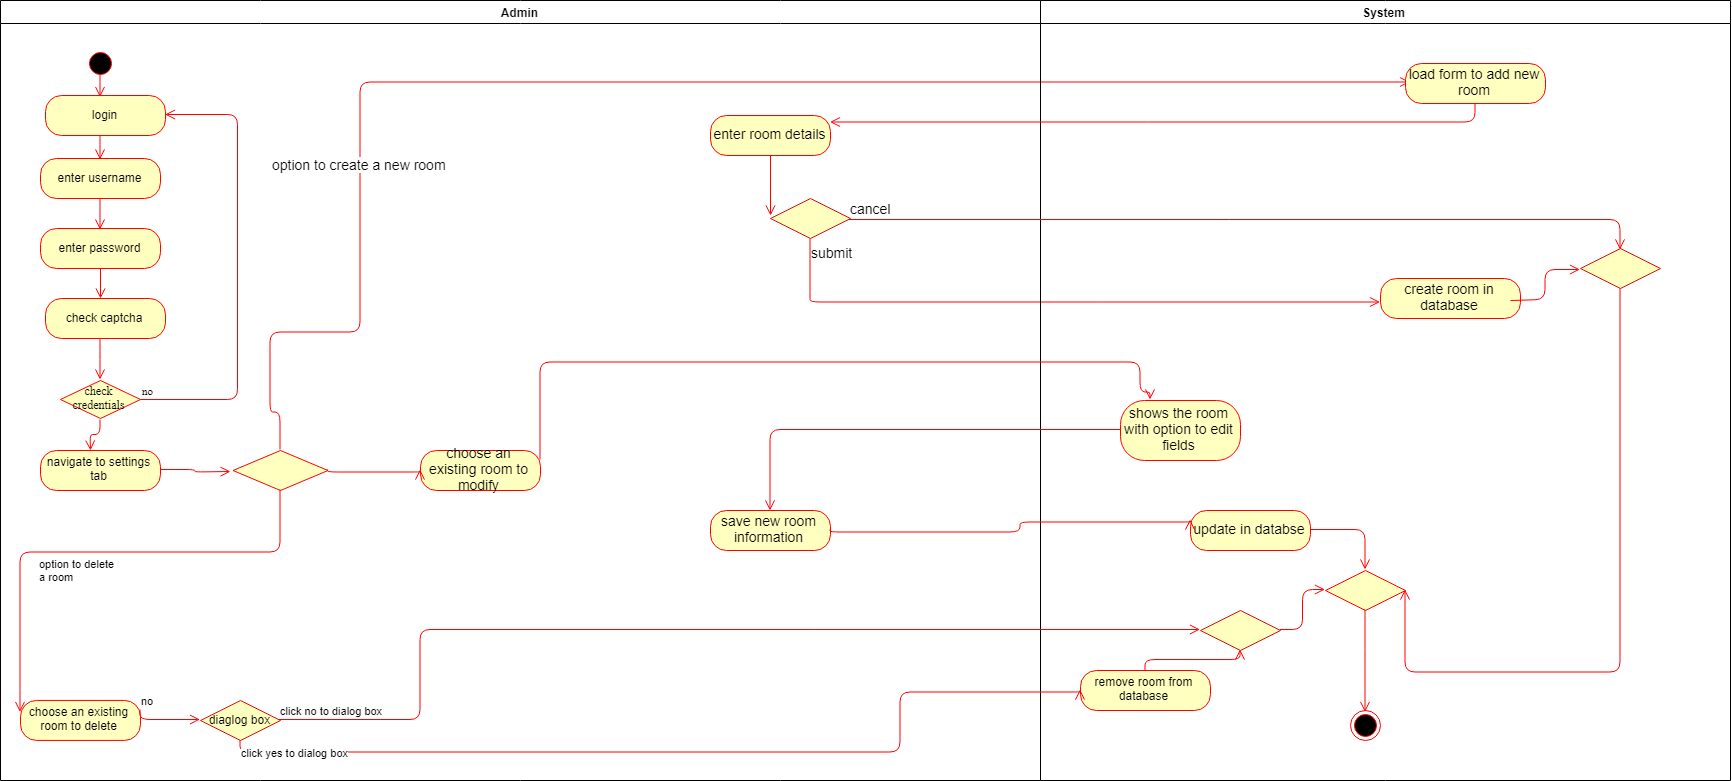 Admin
System
login
enter username
enter password
check captcha
check
credentials
no
navigate to settings
tab
option to create a new room
load form to add new
room
enter room details
cancel
submit
create room in
database
choose an
existing room to
modify
shows the room
with option to edit
fields
save new room
information
update in databse
option to delete
a room
choose an existing
room to delete
no
diaglog box
click no to dialog box
click yes to dialog box
remove room from
database